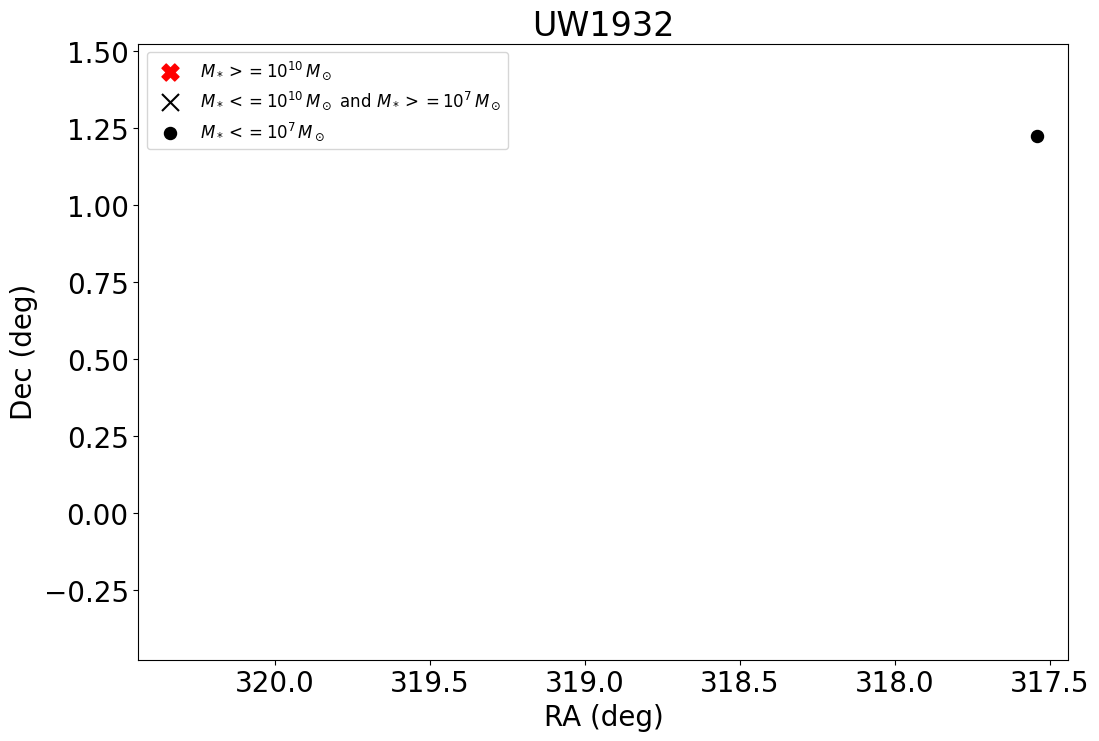 UW1932
1.50
1.25
1.00
0.75
0.50
0.25
0.00
−0.25
Dec (deg)
M* >= 10^10 M⊙
M* <= 10^10 M⊙ and M* >= 10^7 M⊙
M* <= 10^7 M⊙
320.0 319.5 319.0 318.5 318.0 317.5
RA (deg)